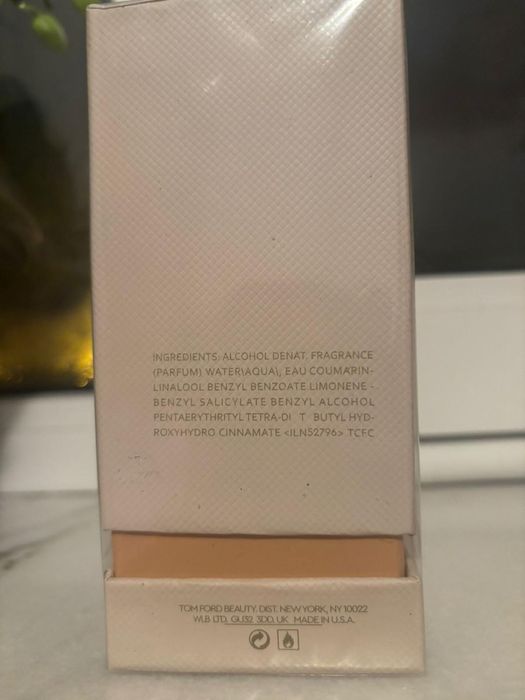 INGREDIENTS: ALCOHOL DENAT. FRAGRANCE
(PARFUM) WATER\AQUA\, EAU COUMARIN-
LINALOOL BENZYL BENZOATE LIMONENE -
BENZYL SALICYLATE BENZYL ALCOHOL
PENTAERYTHRITYL TETRA-DI T BUTYL HYD-
ROXYHYDRO CINNAMATE <ILN52796> TCFC
TOM FORD BEAUTY. DIST. NEW YORK, NY 10022
WLB LTD, GU32 3DD, UK MADE IN U.S.A.